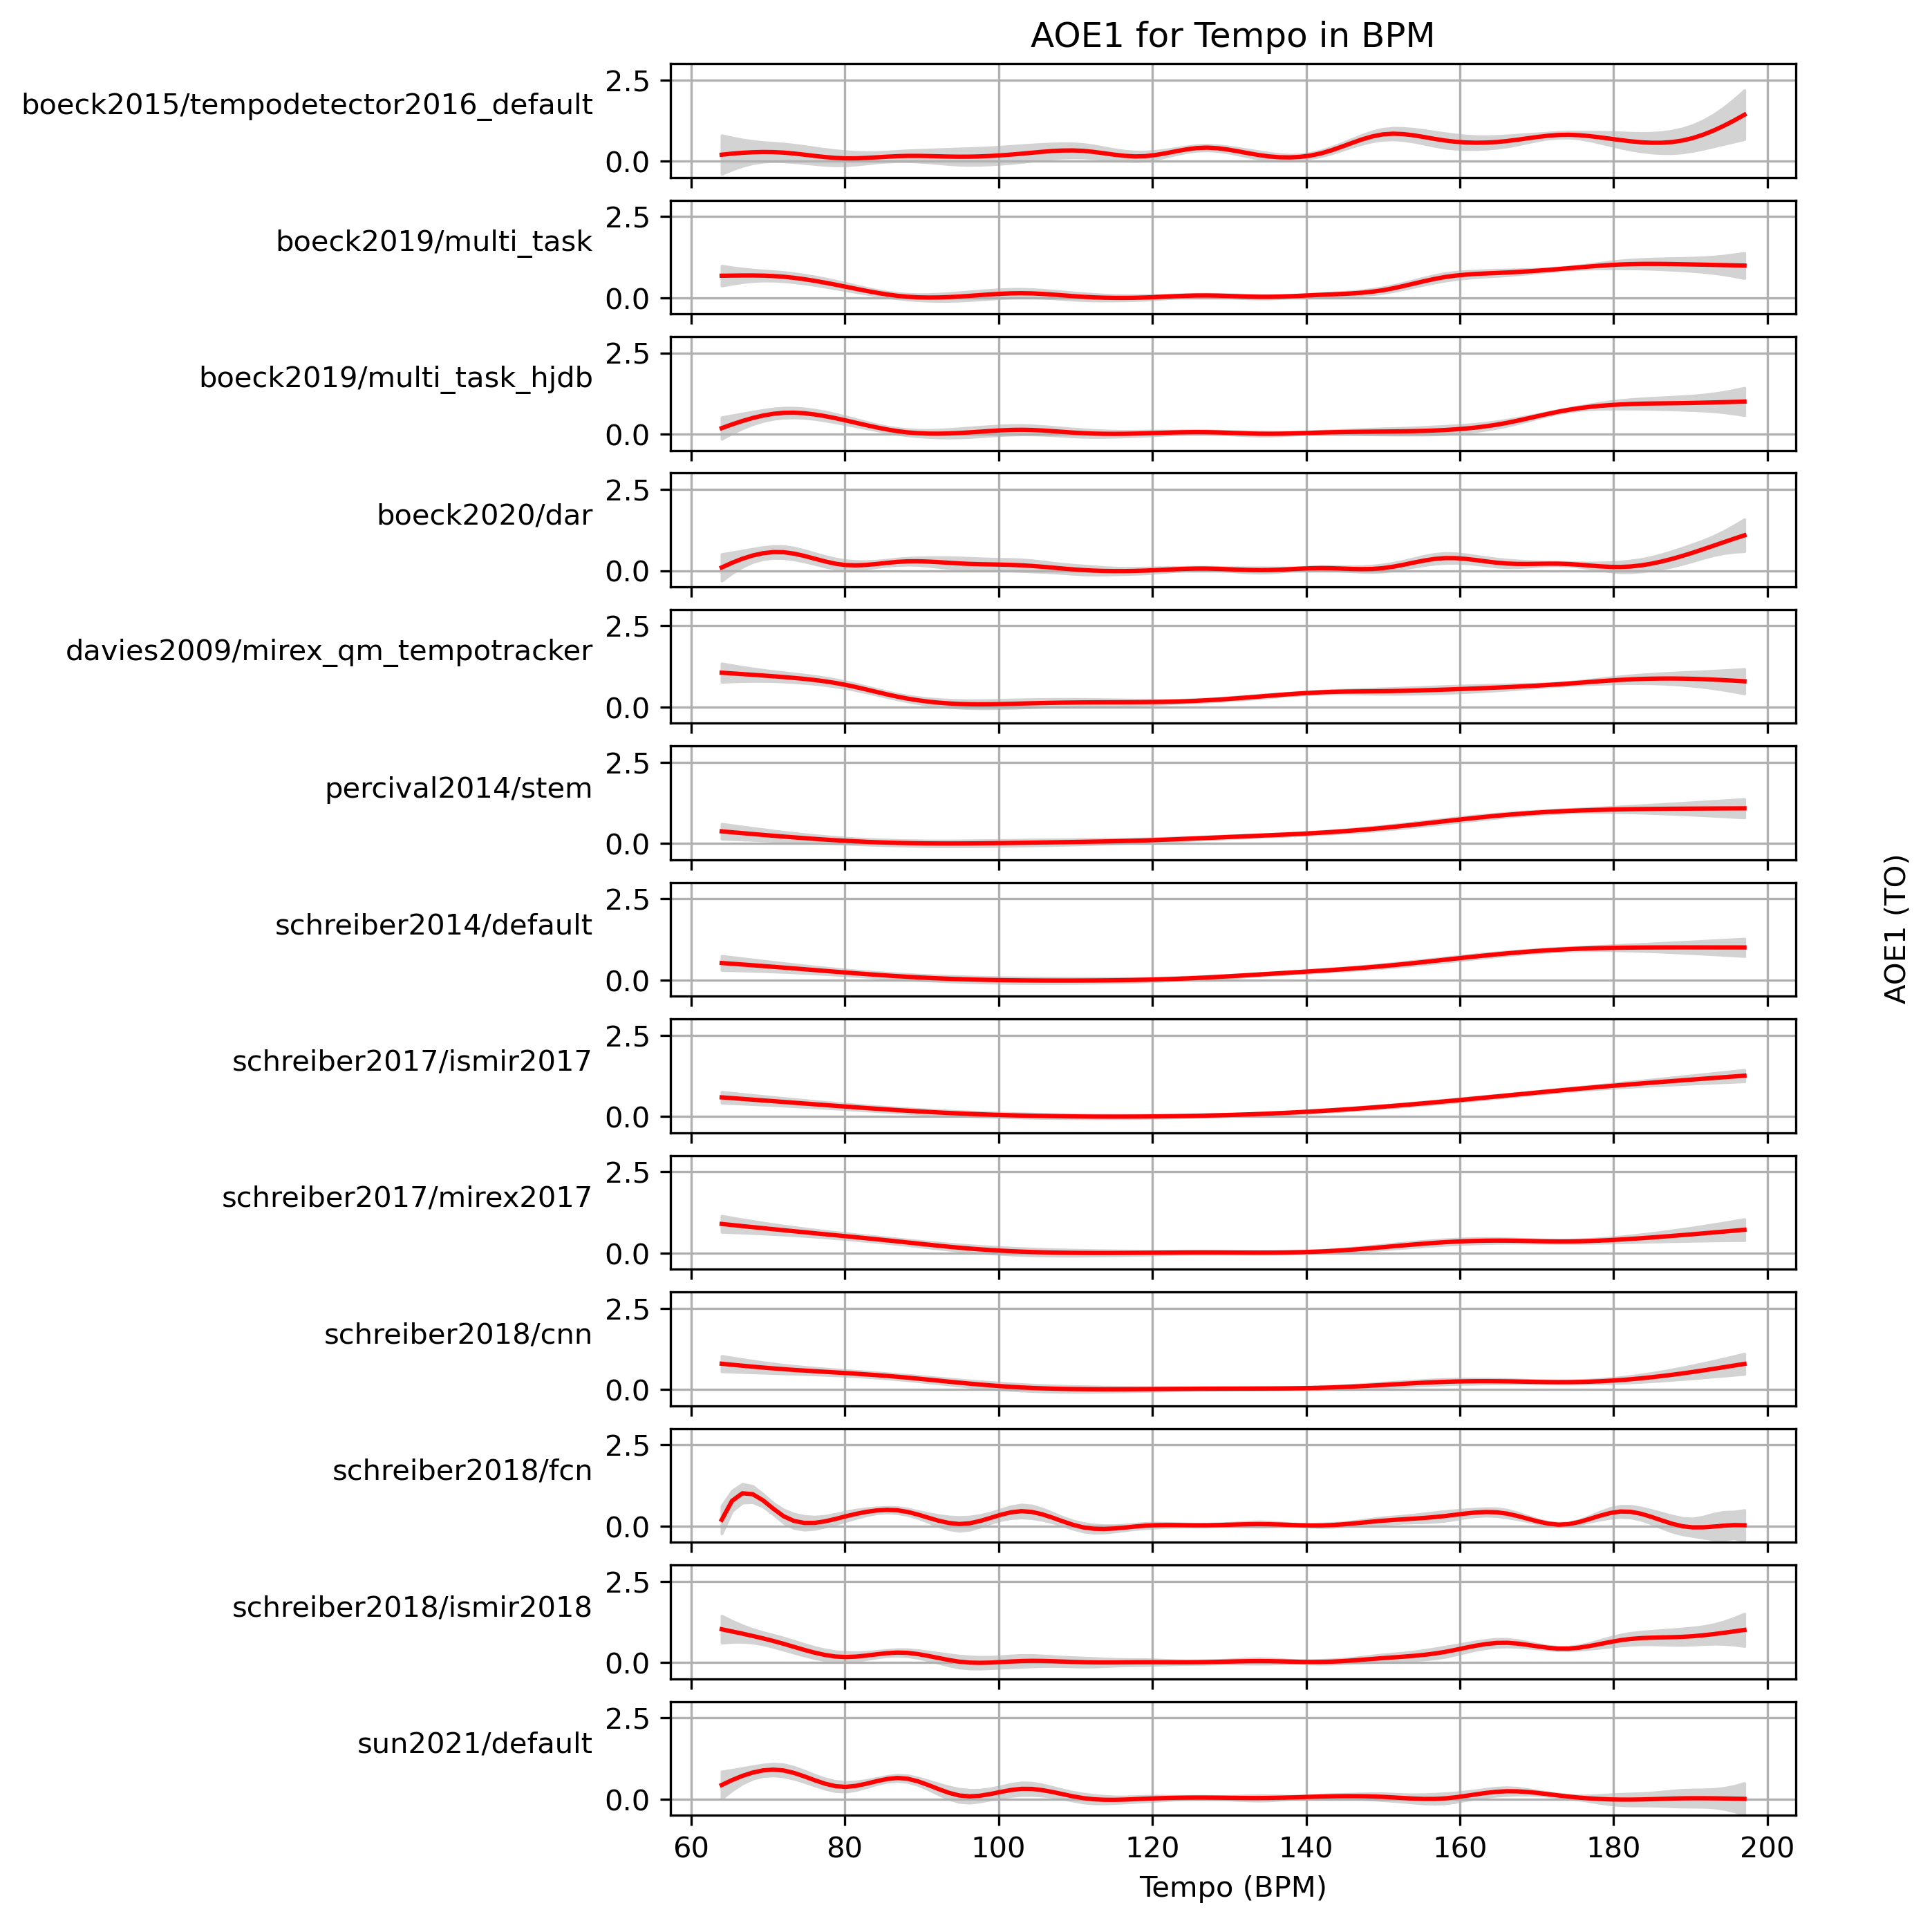 AOE1 for Tempo in BPM
boeck2015/tempodetector2016_default
2.5
0.0
boeck2019/multi_task
2.5
0.0
boeck2019/multi_task_hjdb
2.5
0.0
boeck2020/dar
2.5
0.0
davies2009/mirex_qm_tempotracker
2.5
0.0
percival2014/stem
2.5
0.0
schreiber2014/default
2.5
0.0
schreiber2017/ismir2017
2.5
0.0
schreiber2017/mirex2017
2.5
0.0
schreiber2018/cnn
2.5
0.0
schreiber2018/fcn
2.5
0.0
schreiber2018/ismir2018
2.5
0.0
sun2021/default
2.5
0.0
60 80 100 120 140 160 180 200
Tempo (BPM)
AOE1 (TO)